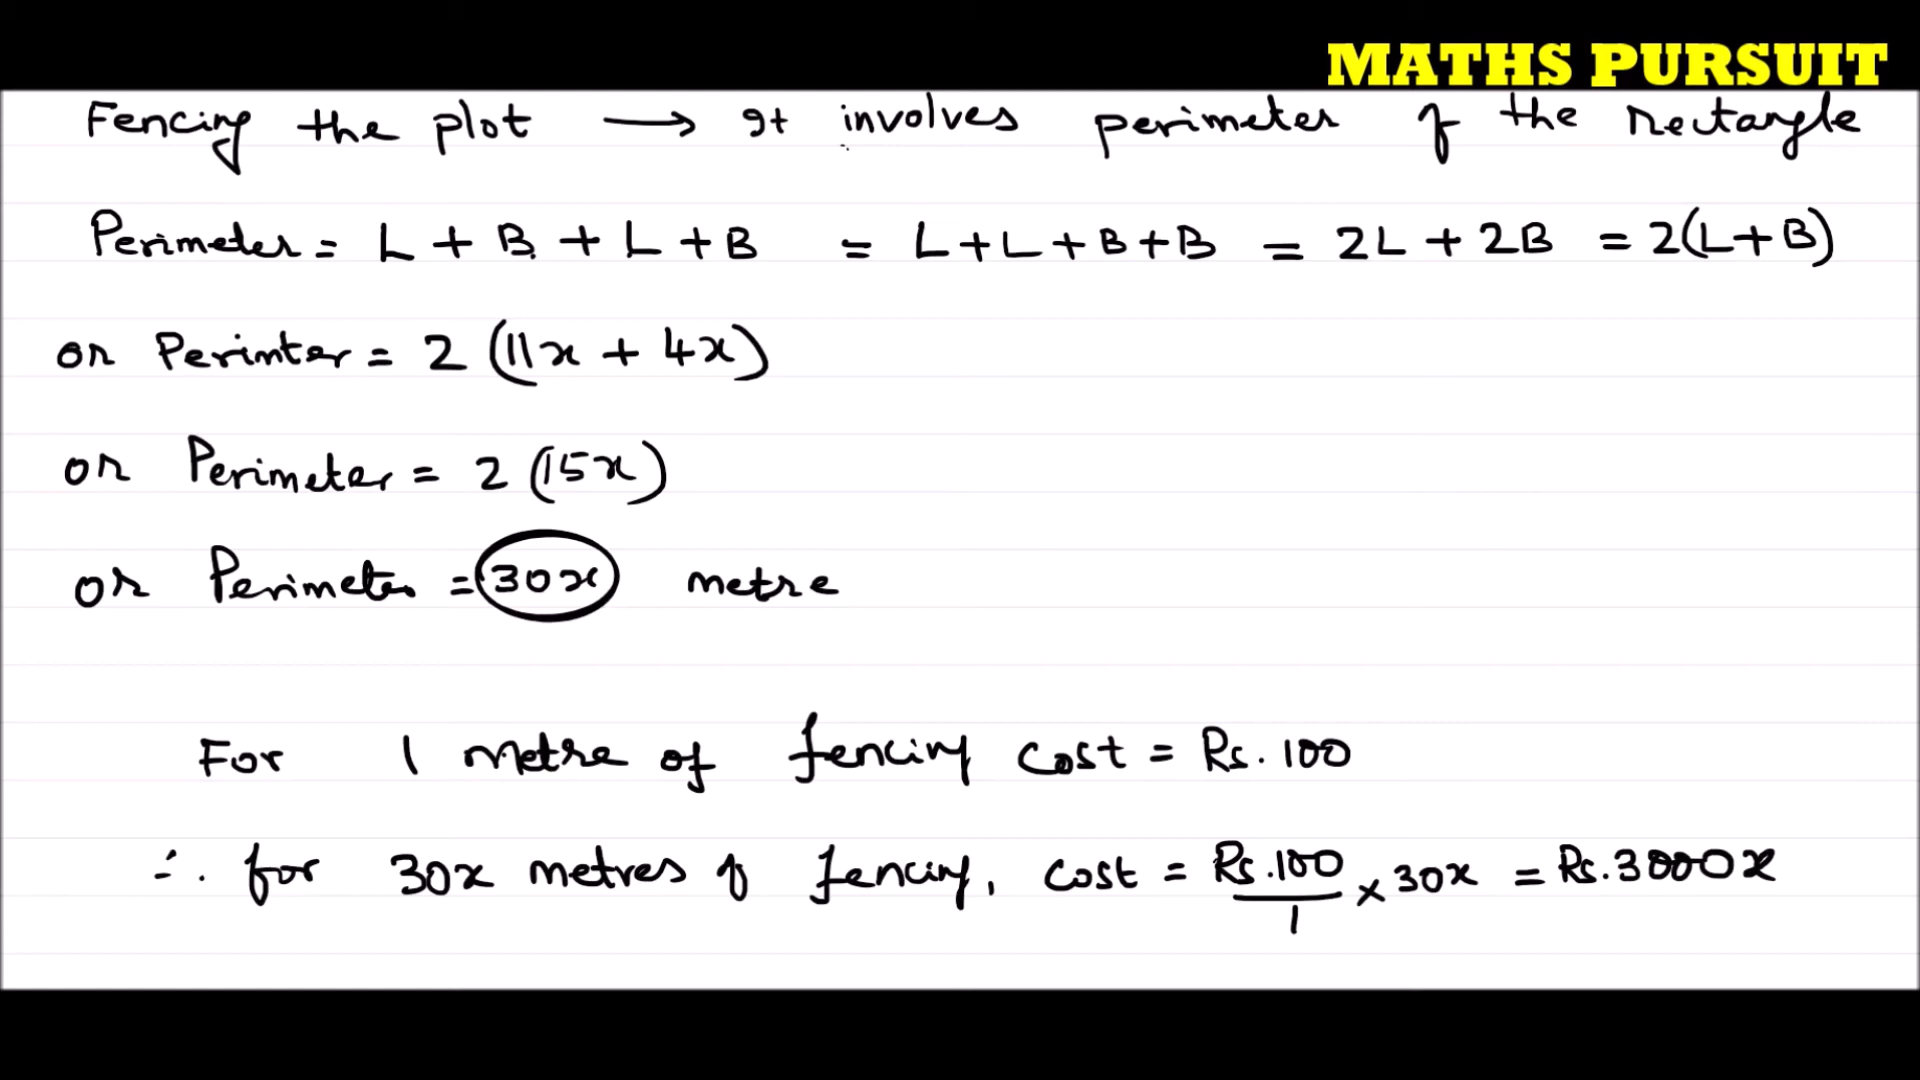 MATHS PURSUIT
Fencing the plot → It involves perimeter of the rectangle
Perimeter = L + B + L + B = L + L + B + B = 2L + 2B = 2(L + B)
or Perimter = 2 (11x + 4x)
or Perimeter = 2 (15x)
or Perimeter = 30x metre
For 1 metre of fencing cost = Rs. 100
∴ for 30x metres of fencing, cost = Rs.100/1 × 30x = Rs.3000x